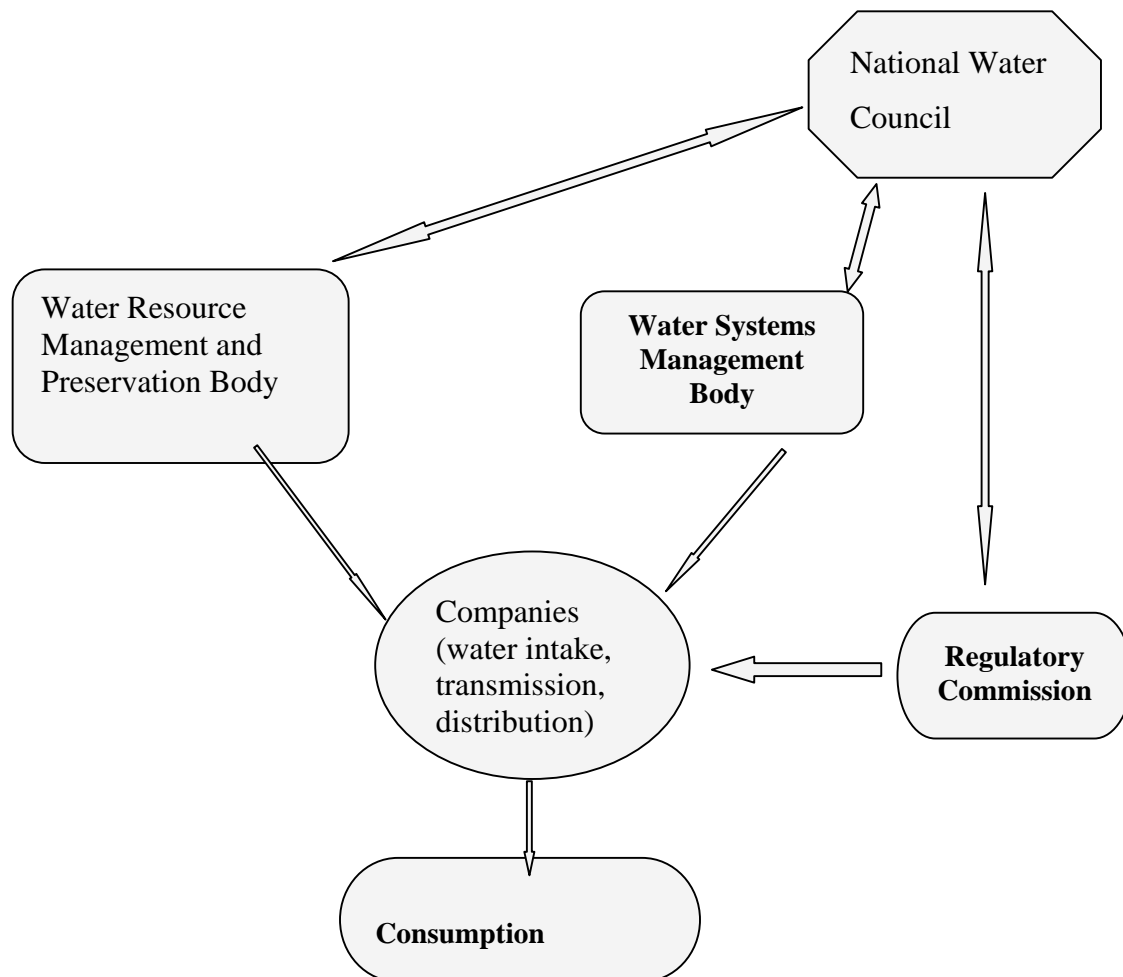 National Water
Council
Water Resource
Management and
Preservation Body
Water Systems
Management
Body
Companies
(water intake,
transmission,
distribution)
Regulatory
Commission
Consumption